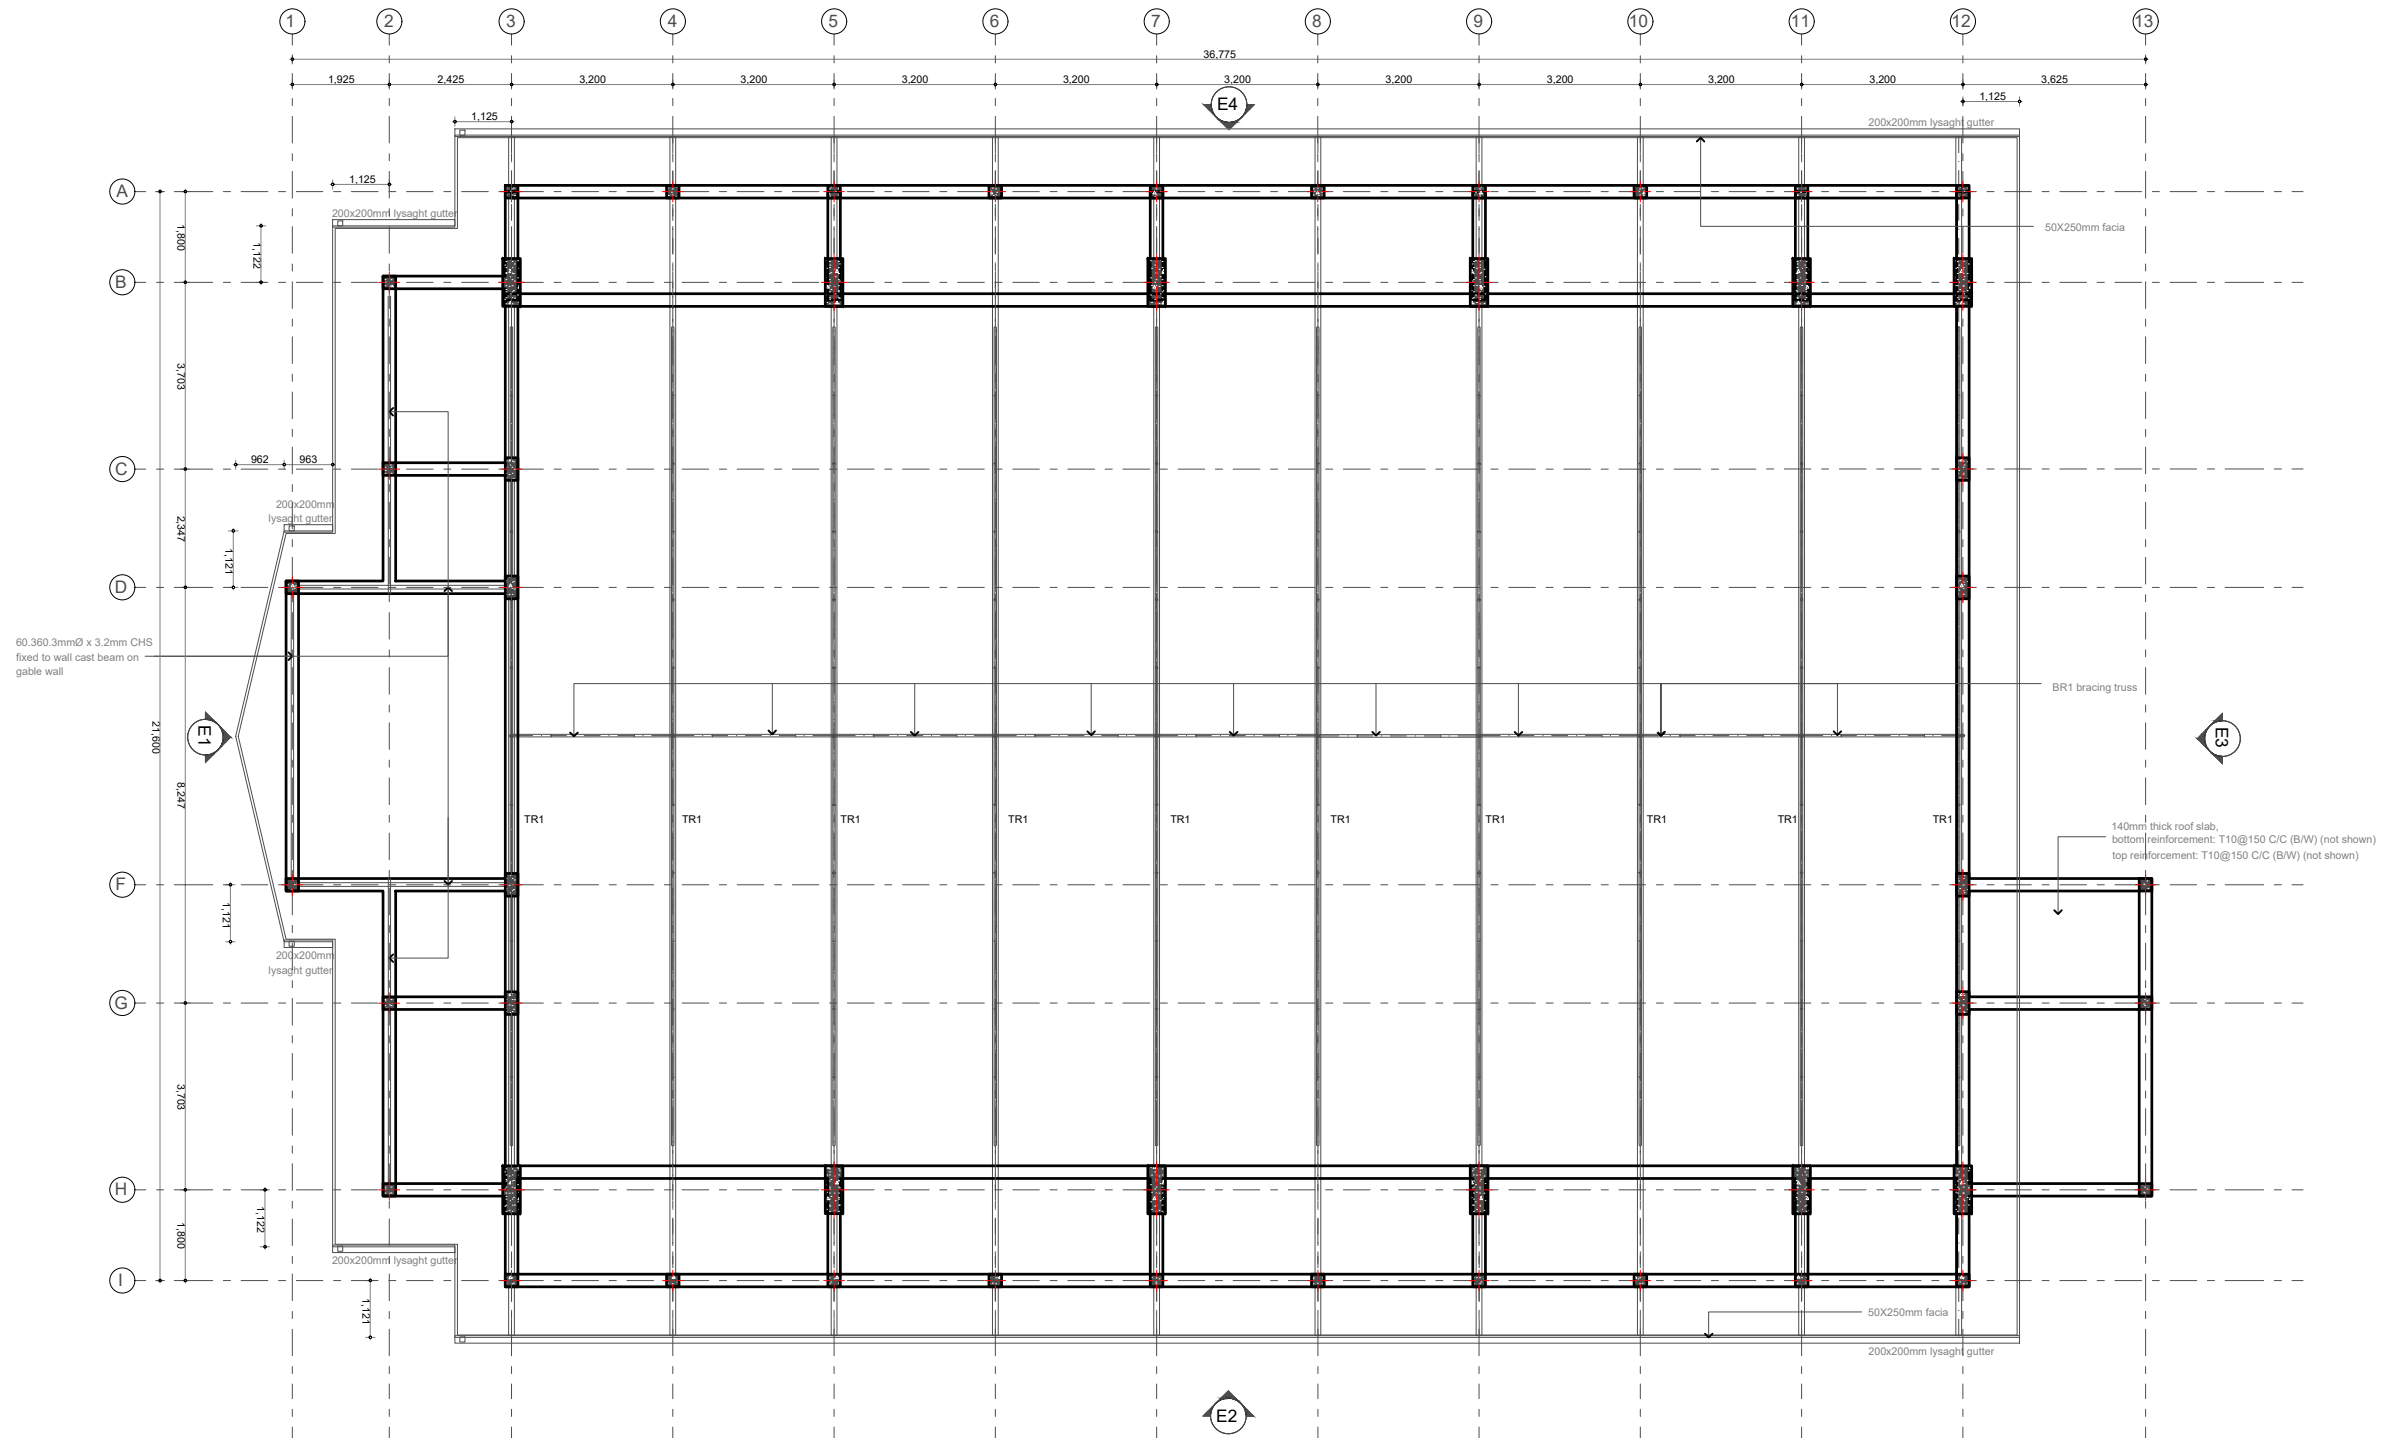 1 2 3 4 5 6 7 8 9 10 11 12 13
36,775
1,925 2,425 3,200 3,200 3,200 3,200 3,200 3,200 3,200 3,200 3,200 3,625
1,125
E4
1,125
200x200mm lysaght gutter
A
1,125
200x200mm lysaght gutter
1,800
1,122
50X250mm facia
B
3,703
962 963
C
200x200mm
lysaght gutter
2,347
1,121
D
60.360.3mmØ x 3.2mm CHS
fixed to wall cast beam on
gable wall
BR1 bracing truss
E1
21,600
E3
8,247
TR1 TR1 TR1 TR1 TR1 TR1 TR1 TR1 TR1 TR1
140mm thick roof slab,
bottom reinforcement: T10@150 C/C (B/W) (not shown)
top reinforcement: T10@150 C/C (B/W) (not shown)
F
1,121
200x200mm
lysaght gutter
G
3,703
H
1,122
1,800
200x200mm lysaght gutter
I
1,121
50X250mm facia
200x200mm lysaght gutter
E2